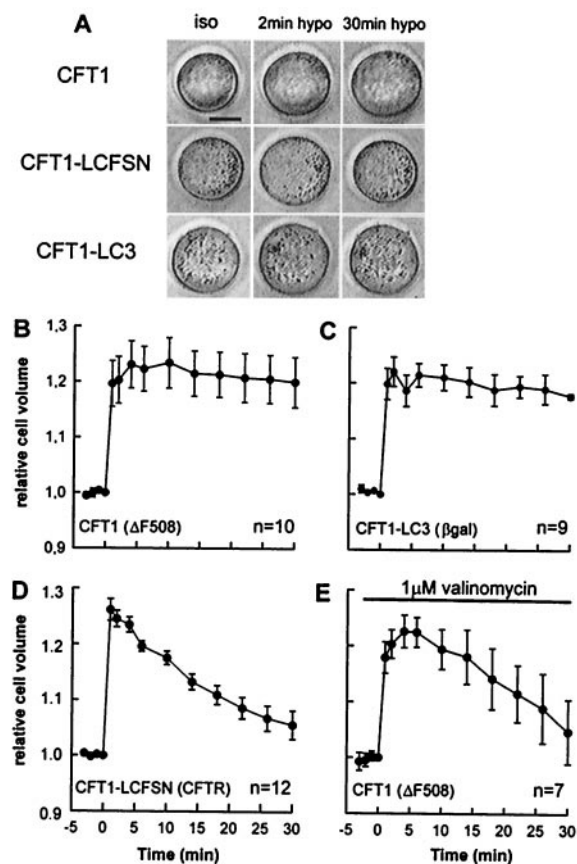 A
iso 2min hypo 30min hypo
CFT1
CFT1-LCFSN
CFT1-LC3
B
relative cell volume
1,3
1,2
1,1
1,0
0,9
CFT1 (ΔF508) n=10
C
CFT1-LC3 (βgal) n=9
D
relative cell volume
1.3
1.2
1.1
1.0
0.9
CFT1-LCFSN (CFTR) n=12
-5 0 5 10 15 20 25 30
Time (min)
E
1μM valinomycin
CFT1 (ΔF508) n=7
-5 0 5 10 15 20 25 30
Time (min)